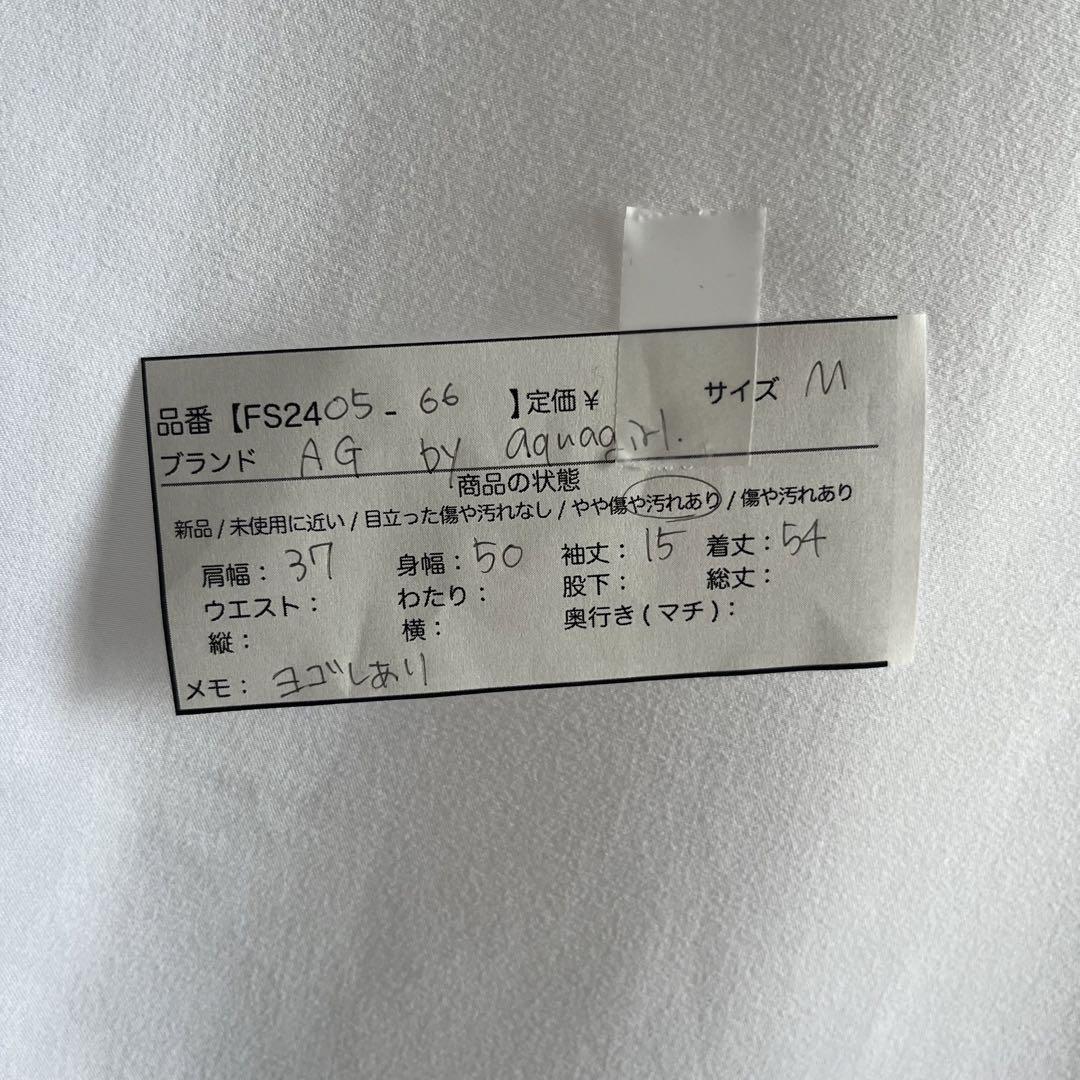 品番【FS2405-66 】定価¥ サイズ M
ブランド AG by aquagirl.
商品の状態
新品/未使用に近い/目立った傷や汚れなし/やや傷や汚れあり/傷や汚れあり
肩幅:37 身幅:50 袖丈:15 着丈:54
ウエスト: わたり: 股下: 総丈:
縦: 横: 奥行き(マチ):
メモ: ヨゴレあり